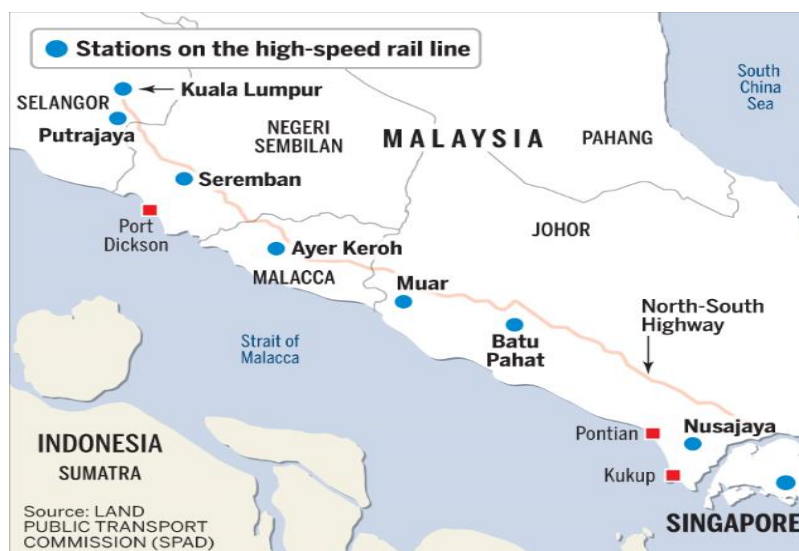 Stations on the high-speed rail line
South
China
Sea
Kuala Lumpur
SELANGOR
Putrajaya
NEGERI
SEMBILAN
MALAYSIA
PAHANG
Seremban
Port
Dickson
Ayer Keroh
MALACCA
JOHOR
Muar
North-South
Highway
Strait of
Malacca
Batu
Pahat
Pontian
Nusajaya
INDONESIA
SUMATRA
Kukup
Source: LAND
PUBLIC TRANSPORT
COMMISSION (SPAD)
SINGAPORE